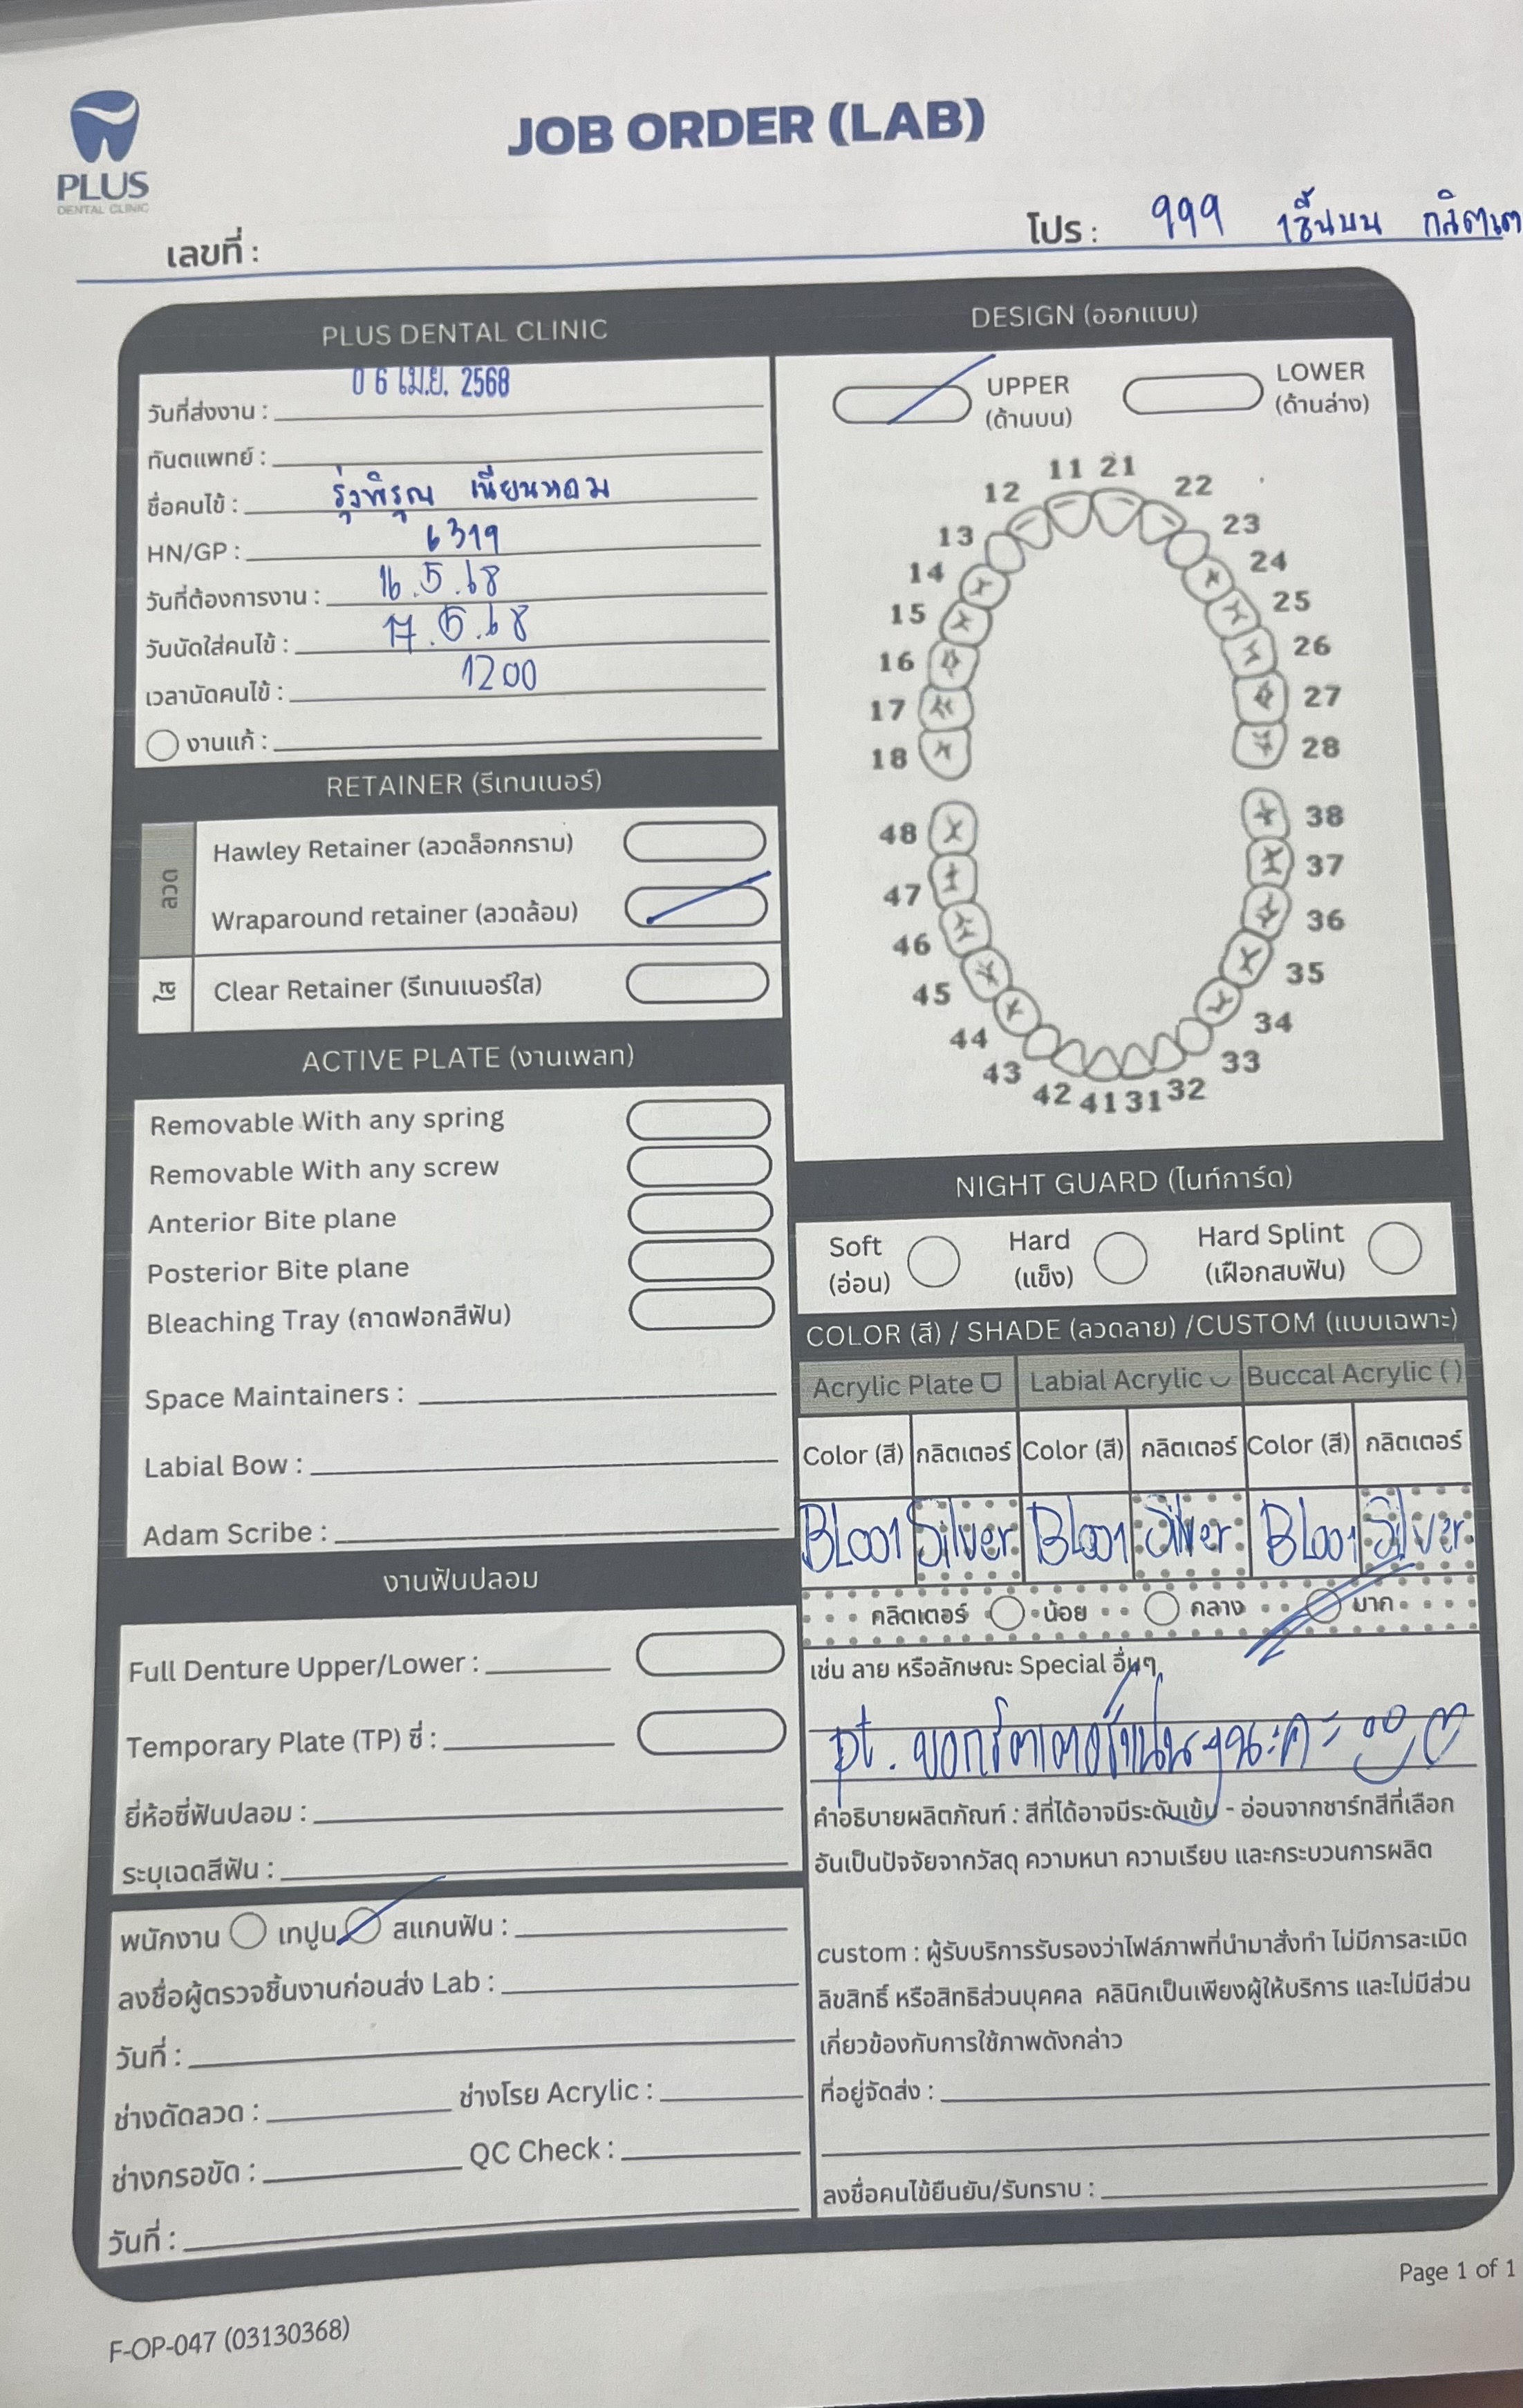 PLUS
DENTAL CLINIC
JOB ORDER (LAB)
เลขที่ :
โปร : 999 1ชิ้นบน กลิตเต
PLUS DENTAL CLINIC
วันที่ส่งงาน : 0 6 เม.ย. 2568
ทันตแพทย์ :
ชื่อคนไข้ : รุ่งพิรุณ เนียนหอม
HN/GP : 6319
วันที่ต้องการงาน : 16.5.68
วันนัดใส่คนไข้ : 17.5.68
เวลานัดคนไข้ : 1200
งานแก้ :
RETAINER (รีเทนเนอร์)
ลวด
Hawley Retainer (ลวดล็อกกราม)
Wraparound retainer (ลวดล้อม)
ใส
Clear Retainer (รีเทนเนอร์ใส)
ACTIVE PLATE (งานเพลท)
Removable With any spring
Removable With any screw
Anterior Bite plane
Posterior Bite plane
Bleaching Tray (ถาดฟอกสีฟัน)
Space Maintainers :
Labial Bow :
Adam Scribe :
งานฟันปลอม
Full Denture Upper/Lower :
Temporary Plate (TP) ซี่ :
ยี่ห้อซี่ฟันปลอม :
ระบุเฉดสีฟัน :
พนักงาน เทปูน สแกนฟัน :
ลงชื่อผู้ตรวจชิ้นงานก่อนส่ง Lab :
วันที่ :
ช่างดัดลวด : ช่างโรย Acrylic :
ช่างกรอขัด : QC Check :
วันที่ :
DESIGN (ออกแบบ)
UPPER
(ด้านบน)
LOWER
(ด้านล่าง)
11 21
12 22
13 23
14 24
15 25
16 26
17 27
18 28
48 38
47 37
46 36
45 35
44 34
43 33
42 41 31 32
NIGHT GUARD (ไนท์การ์ด)
Soft
(อ่อน)
Hard
(แข็ง)
Hard Splint
(เฝือกสบฟัน)
COLOR (สี) / SHADE (ลวดลาย) /CUSTOM (แบบเฉพาะ)
Acrylic Plate Labial Acrylic Buccal Acrylic ( )
Color (สี) กลิตเตอร์ Color (สี) กลิตเตอร์ Color (สี) กลิตเตอร์
BL001 Silver BL001 Silver BL001 Silver
คลิตเตอร์ น้อย กลาง มาก
เช่น ลาย หรือลักษณะ Special อื่นๆ
pt. ขอกริตเตอร์แน่นๆนะคะ
คำอธิบายผลิตภัณฑ์ : สีที่ได้อาจมีระดับเข้ม - อ่อนจากชาร์ทสีที่เลือก
อันเป็นปัจจัยจากวัสดุ ความหนา ความเรียบ และกระบวนการผลิต
custom : ผู้รับบริการรับรองว่าไฟล์ภาพที่นำมาสั่งทำ ไม่มีการละเมิด
ลิขสิทธิ์ หรือสิทธิส่วนบุคคล คลินิกเป็นเพียงผู้ให้บริการ และไม่มีส่วน
เกี่ยวข้องกับการใช้ภาพดังกล่าว
ที่อยู่จัดส่ง :
ลงชื่อคนไข้ยืนยัน/รับทราบ :
Page 1 of 1
F-OP-047 (03130368)